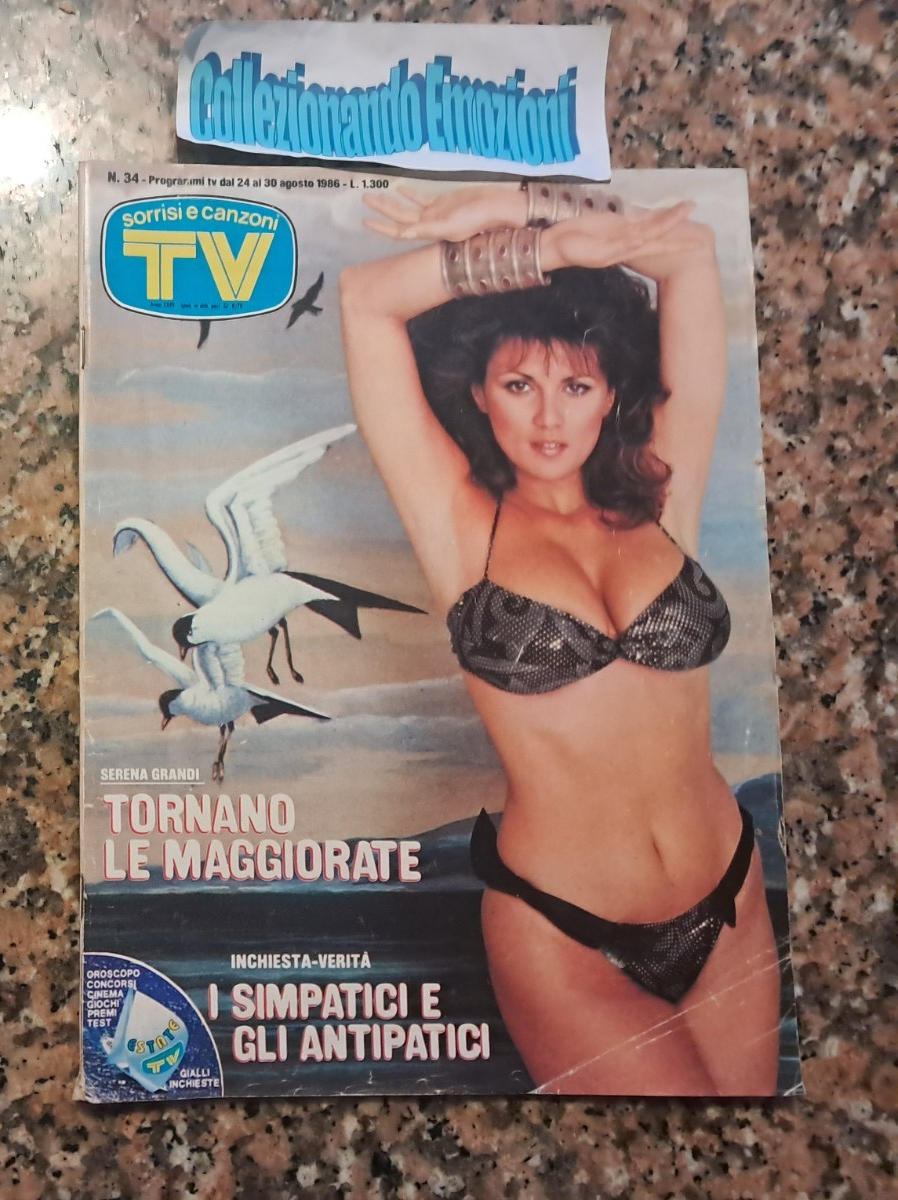 Collezionando Emozioni
N. 34 - Programmi tv dal 24 al 30 agosto 1986 - L. 1.300
sorrisi e canzoni
TV
SERENA GRANDI
TORNANO
LE MAGGIORATE
INCHIESTA-VERITÀ
I SIMPATICI E
GLI ANTIPATICI
OROSCOPO
CONCORSI
CINEMA
GIOCHI
PREMI
TEST
ESTATE
TV
GIALLI
INCHIESTE